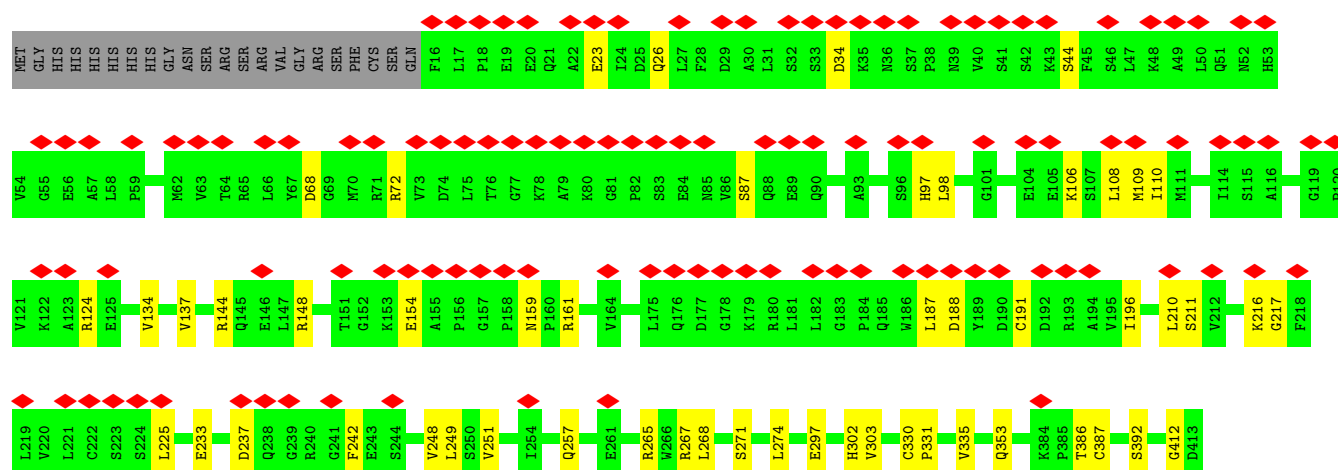 MET GLY HIS HIS HIS HIS HIS HIS GLY ASN SER ARG SER ARG VAL GLY ARG SER PHE CYS SER GLN F16 L17 P18 E19 E20 Q21 A22 E23 I24 D25 Q26 L27 F28 D29 A30 L31 S32 S33 D34 K35 N36 S37 P38 N39 V40 S41 S42 K43 S44 F45 S46 L47 K48 A49 L50 Q51 N52 H53
V54 G55 E56 A57 L58 P59 M62 V63 T64 R65 L66 Y67 D68 G69 M70 R71 R72 V73 D74 L75 T76 G77 K78 A79 K80 G81 P82 S83 E84 N85 V86 S87 Q88 E89 Q90 A93 S96 H97 L98 G101 E104 E105 K106 S107 L108 M109 I110 M111 I114 S115 A116 G119
V121 K122 A123 R124 E125 V134 V137 R144 Q145 E146 L147 R148 T151 G152 K153 E154 A155 P156 G157 P158 N159 P160 R161 V164 L175 Q176 D177 G178 K179 R180 L181 L182 G183 P184 Q185 W186 L187 D188 Y189 D190 C191 D192 R193 A194 V195 I196 L210 S211 V212 K216 G217 F218
L219 V220 L221 C222 S223 S224 L225 E233 D237 Q238 G239 R240 G241 F242 E243 S244 V248 L249 S250 V251 I254 Q257 E261 R265 W266 R267 L268 S271 L274 E297 H302 V303 C330 P331 V335 Q353 K384 P385 T386 C387 S392 G412 D413